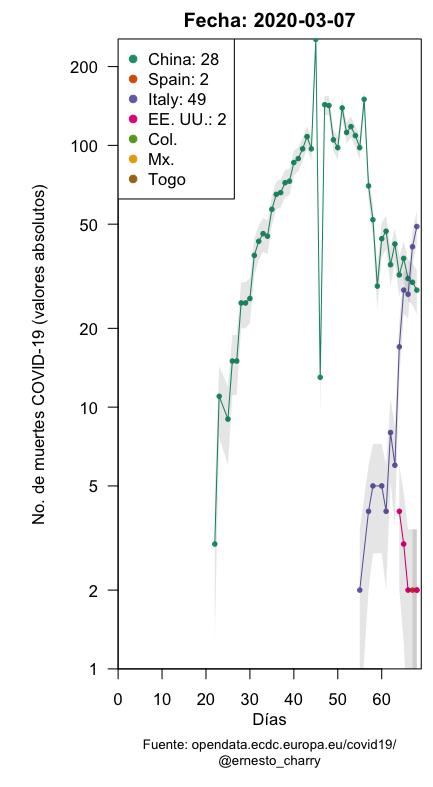 Fecha: 2020-03-07
China: 28
Spain: 2
Italy: 49
EE. UU.: 2
Col.
Mx.
Togo
No. de muertes COVID-19 (valores absolutos)
200
100
50
20
10
5
2
1
0 10 20 30 40 50 60
Días
Fuente: opendata.ecdc.europa.eu/covid19/
@ernesto_charry